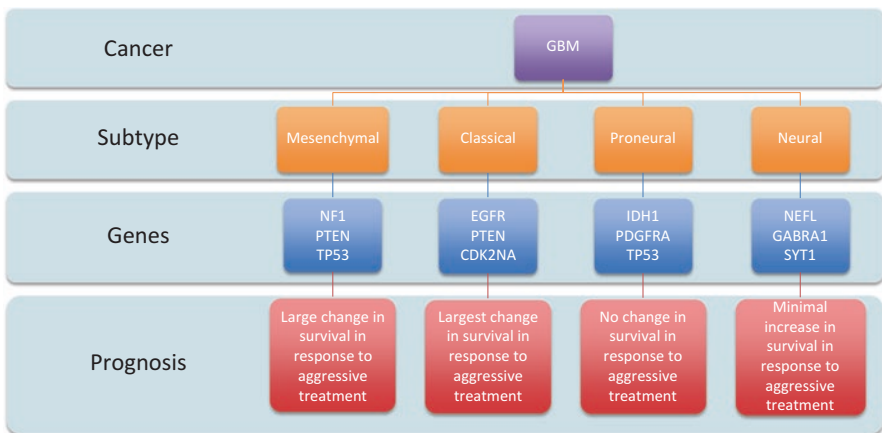 Cancer
GBM
Subtype
Mesenchymal
Classical
Proneural
Neural
Genes
NF1
PTEN
TP53
EGFR
PTEN
CDK2NA
IDH1
PDGFRA
TP53
NEFL
GABRA1
SYT1
Prognosis
Large change in
survival in
response to
aggressive
treatment
Largest change
in survival in
response to
aggressive
treatment
No change in
survival in
response to
aggressive
treatment
Minimal
increase in
survival in
response to
aggressive
treatment